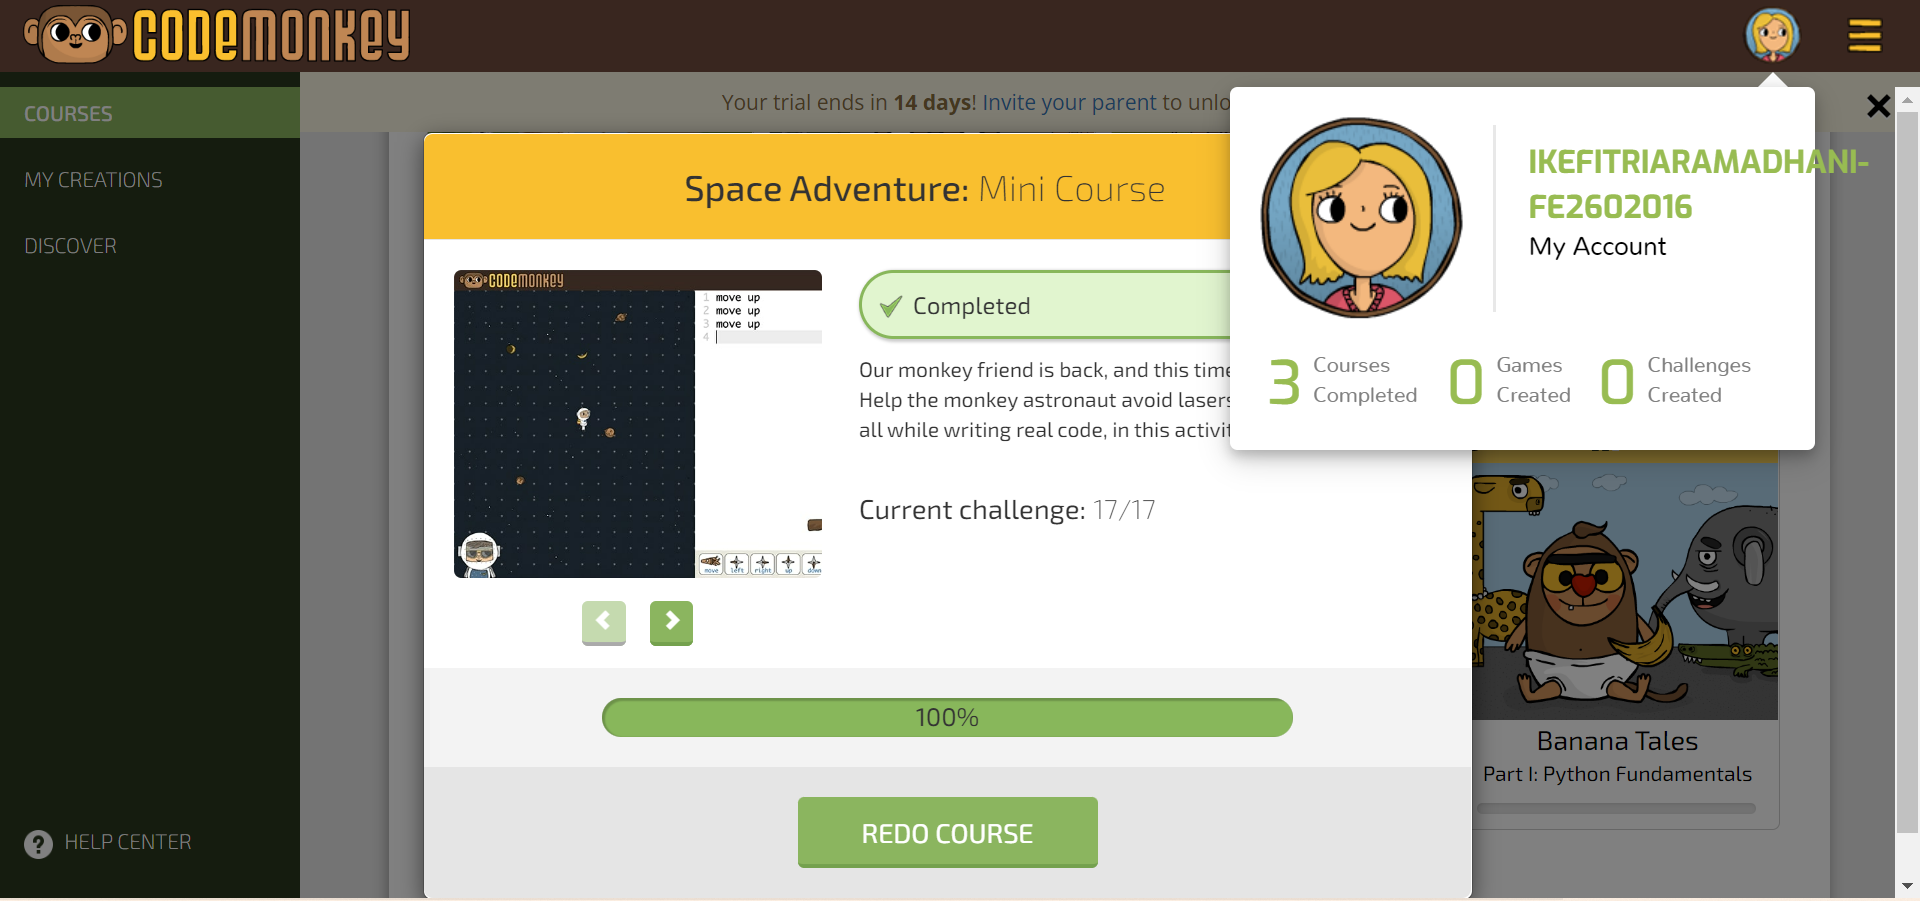 CODEMONKEY
COURSES
MY CREATIONS
DISCOVER
HELP CENTER
Your trial ends in 14 days! Invite your parent to unlo
Space Adventure: Mini Course
CODEMONKEY
1 move up
2 move up
3 move up
4
move left right up down
Completed
Our monkey friend is back, and this time
Help the monkey astronaut avoid lasers
all while writing real code, in this activit
Current challenge: 17/17
100%
REDO COURSE
IKEFITRIARAMADHANI-
FE2602016
My Account
3 Courses Completed
0 Games Created
0 Challenges Created
Banana Tales
Part I: Python Fundamentals